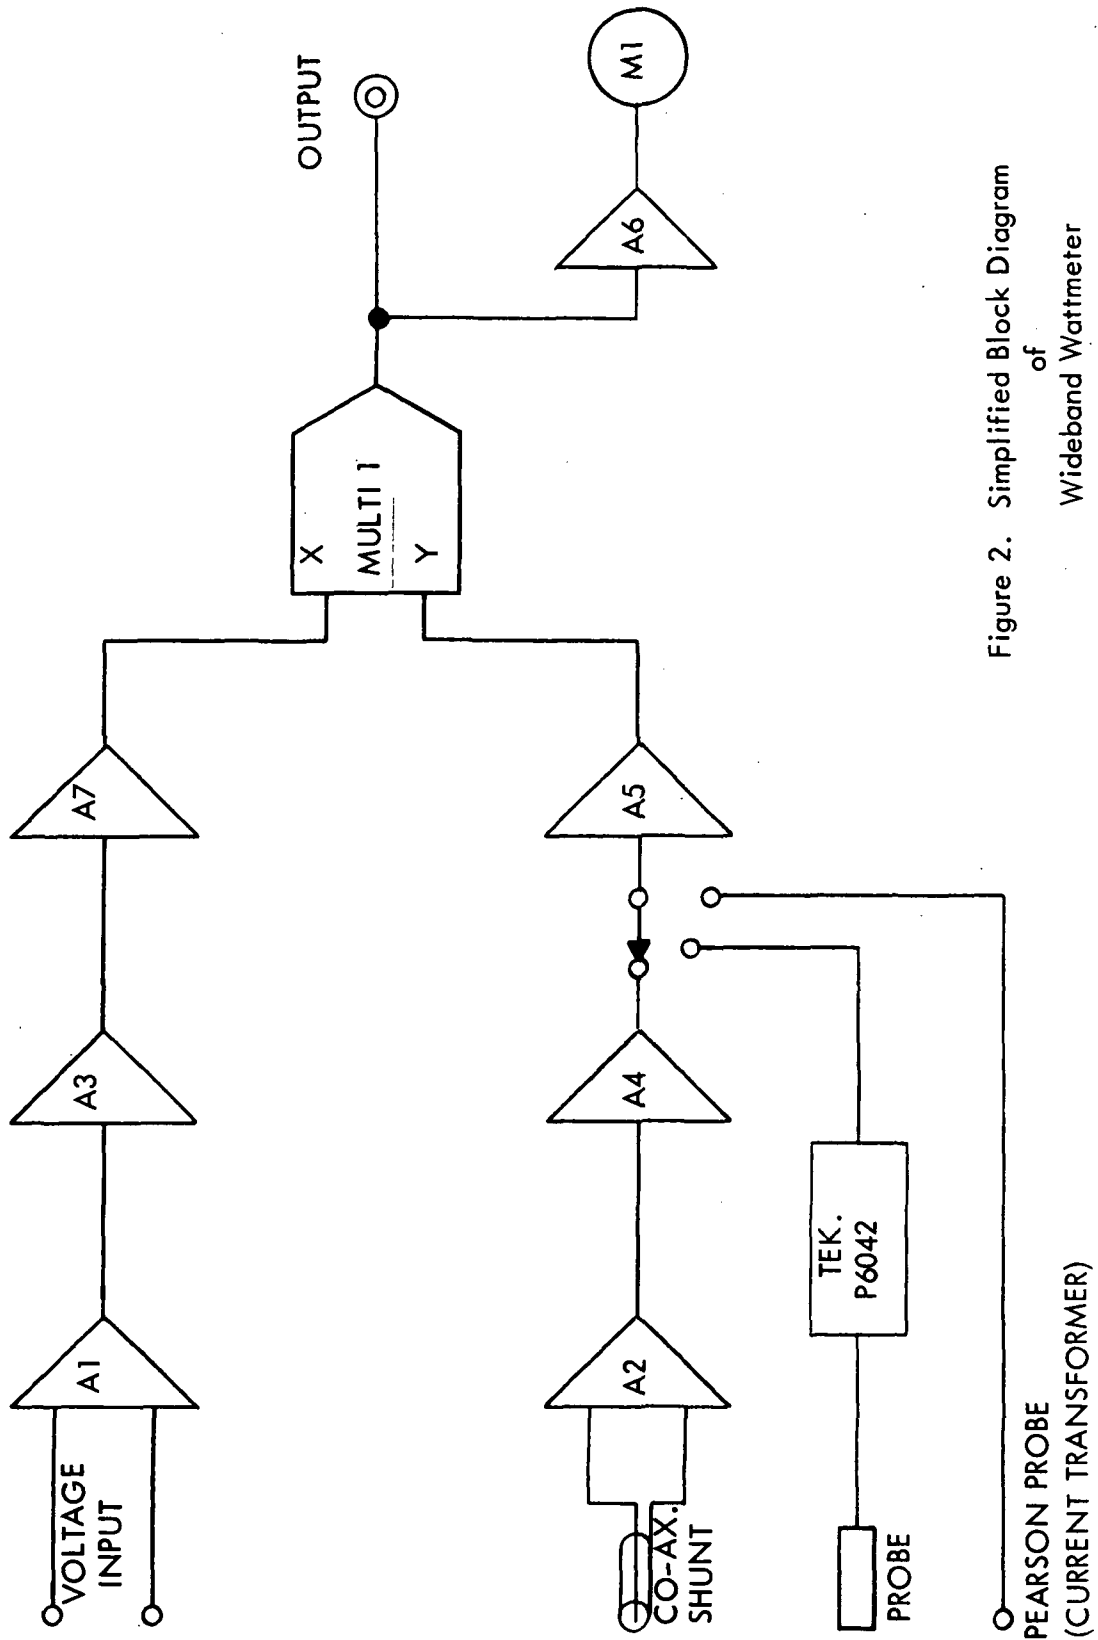 VOLTAGE
INPUT
A1
A3
A7
CO-AX.
SHUNT
A2
A4
A5
PROBE
TEK.
P6042
PEARSON PROBE
(CURRENT TRANSFORMER)
X
MULTI 1
Y
OUTPUT
A6
M1
Figure 2. Simplified Block Diagram
of
Wideband Wattmeter